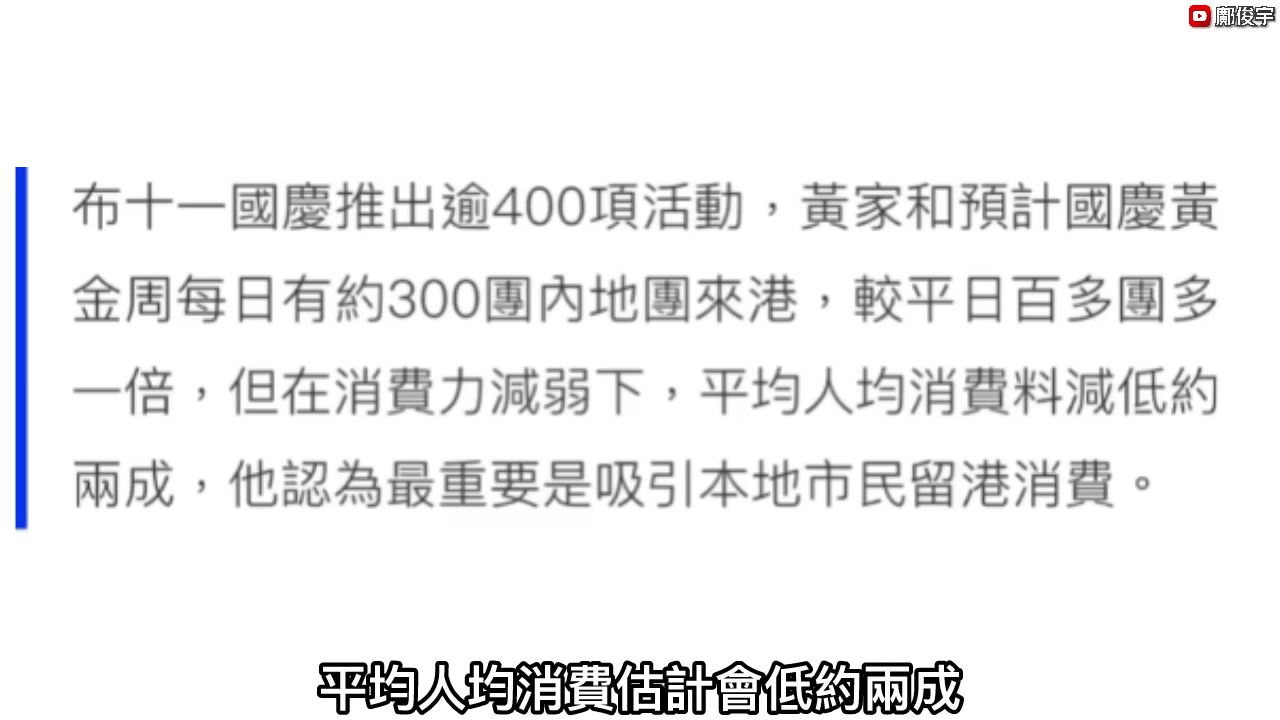 鄺俊宇
布十一國慶推出逾400項活動，黃家和預計國慶黃
金周每日有約300團內地團來港，較平日百多團多
一倍，但在消費力減弱下，平均人均消費料減低約
兩成，他認為最重要是吸引本地市民留港消費。
平均人均消費估計會低約兩成